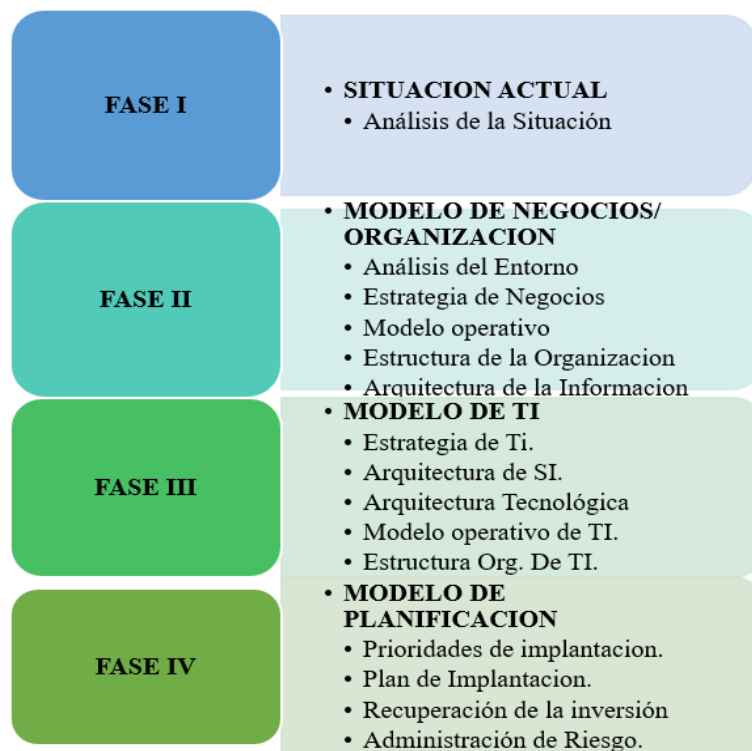 FASE I
• SITUACION ACTUAL
• Análisis de la Situación
FASE II
• MODELO DE NEGOCIOS/
ORGANIZACION
• Análisis del Entorno
• Estrategia de Negocios
• Modelo operativo
• Estructura de la Organizacion
• Arquitectura de la Informacion
FASE III
• MODELO DE TI
• Estrategia de Ti.
• Arquitectura de SI.
• Arquitectura Tecnológica
• Modelo operativo de TI.
• Estructura Org. De TI.
FASE IV
• MODELO DE
PLANIFICACION
• Prioridades de implantacion.
• Plan de Implantacion.
• Recuperación de la inversión
• Administración de Riesgo.